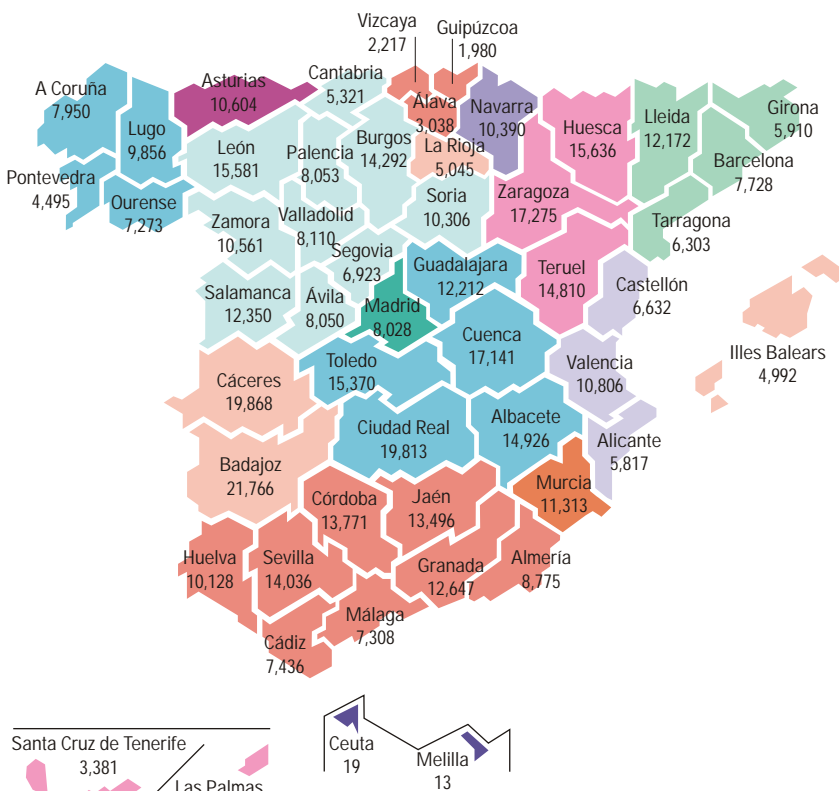 Vizcaya
2,217
Guipúzcoa
1,980
A Coruña
7,950
Lugo
9,856
Asturias
10,604
Cantabria
5,321
Álava
3,038
Navarra
10,390
Huesca
15,636
Lleida
12,172
Girona
5,910
Barcelona
7,728
Pontevedra
4,495
Ourense
7,273
León
15,581
Palencia
8,053
Burgos
14,292
La Rioja
5,045
Soria
10,306
Zaragoza
17,275
Tarragona
6,303
Zamora
10,561
Valladolid
8,110
Segovia
6,923
Guadalajara
12,212
Teruel
14,810
Castellón
6,632
Salamanca
12,350
Ávila
8,050
Madrid
8,028
Cuenca
17,141
Valencia
10,806
Illes Balears
4,992
Cáceres
19,868
Toledo
15,370
Ciudad Real
19,813
Albacete
14,926
Alicante
5,817
Badajoz
21,766
Córdoba
13,771
Jaén
13,496
Murcia
11,313
Huelva
10,128
Sevilla
14,036
Granada
12,647
Almería
8,775
Málaga
7,308
Cádiz
7,436
Santa Cruz de Tenerife
3,381
Las Palmas
Ceuta
19
Melilla
13